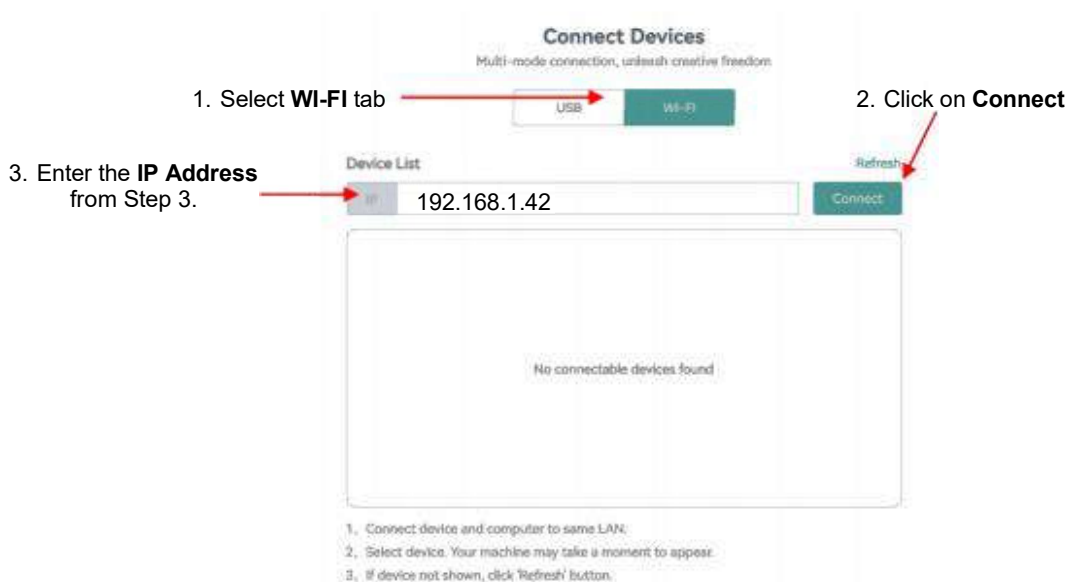 Connect Devices
Multi-mode connection, unleash creative freedom
1. Select WI-FI tab
USB
WI-FI
2. Click on Connect
Device List
Refresh
3. Enter the IP Address
from Step 3.
IP
192.168.1.42
Connect
No connectable devices found
1. Connect device and computer to same LAN.
2. Select device. Your machine may take a moment to appear.
3. If device not shown, click 'Refresh' button.